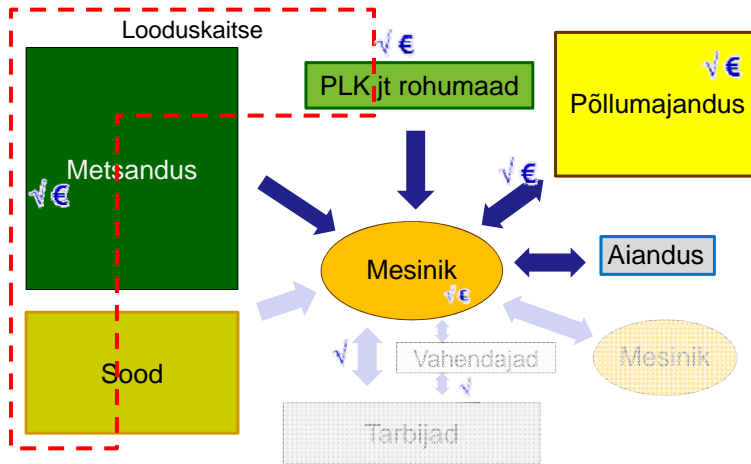 Looduskaitse
√ €
PLK jt rohumaad
√ €
Põllumajandus
Metsandus
√ €
√ €
Mesinik
√ €
Aiandus
Sood
√
Vahendajad
√
Mesinik
Tarbijad